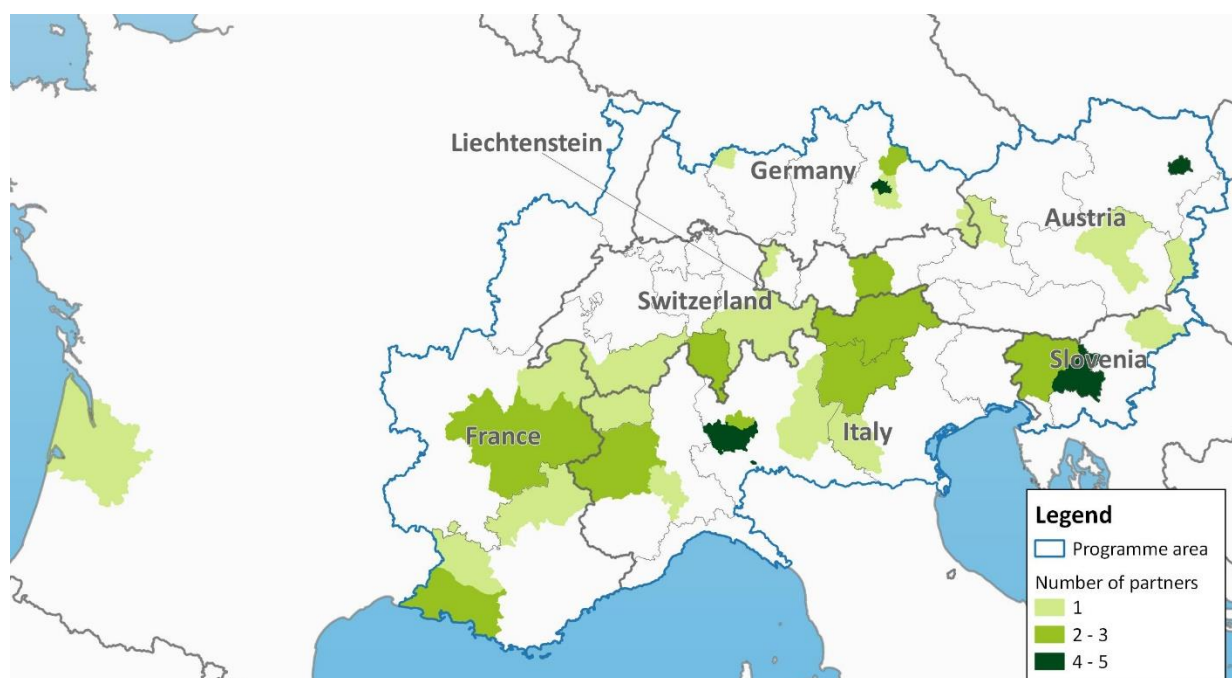 Liechtenstein
Germany
Austria
Switzerland
Slovenia
France
Italy
Legend
Programme area
Number of partners
1
2 - 3
4 - 5